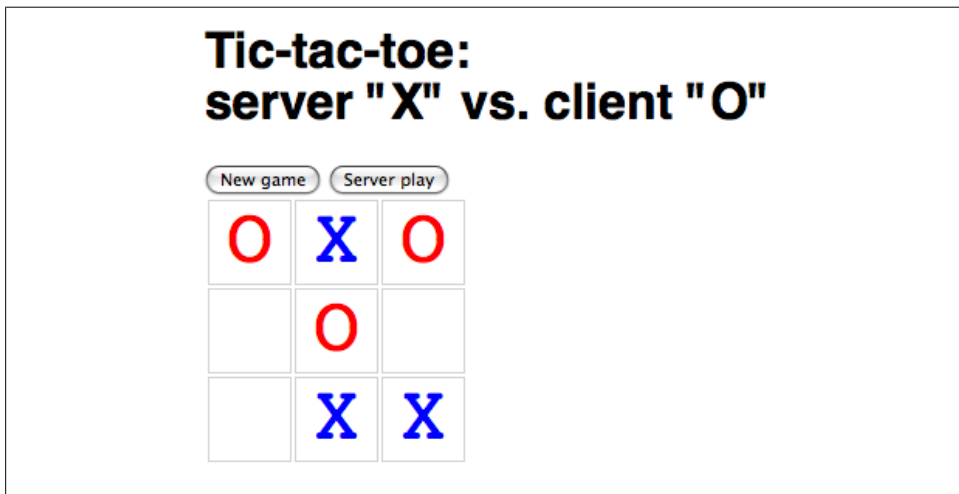 Tic-tac-toe:
server "X" vs. client "O"
New game Server play
O X O
O
X X